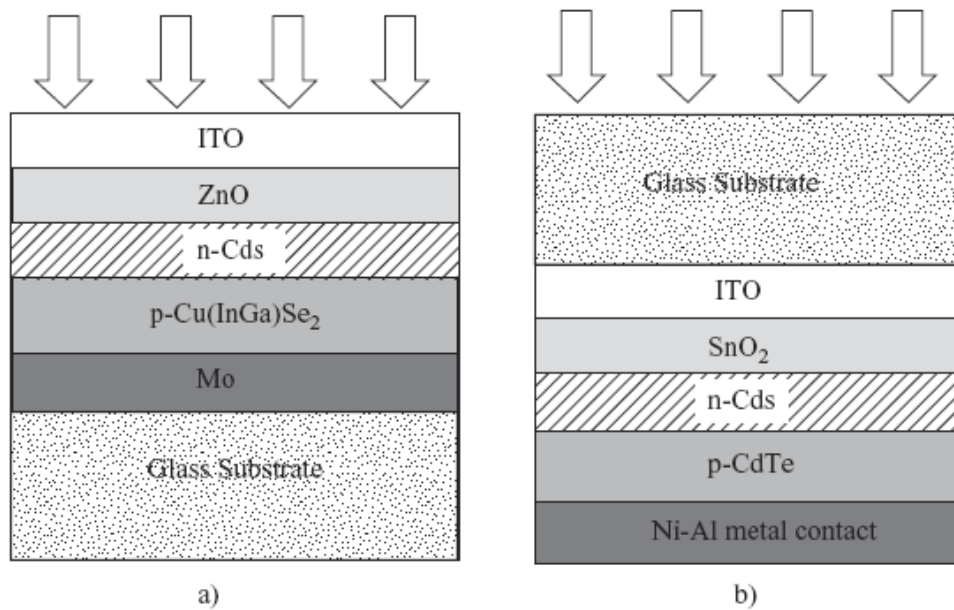 ITO
ZnO
n-Cds
p-Cu(InGa)Se₂
Mo
Glass Substrate
a)
Glass Substrate
ITO
SnO₂
n-Cds
p-CdTe
Ni-Al metal contact
b)